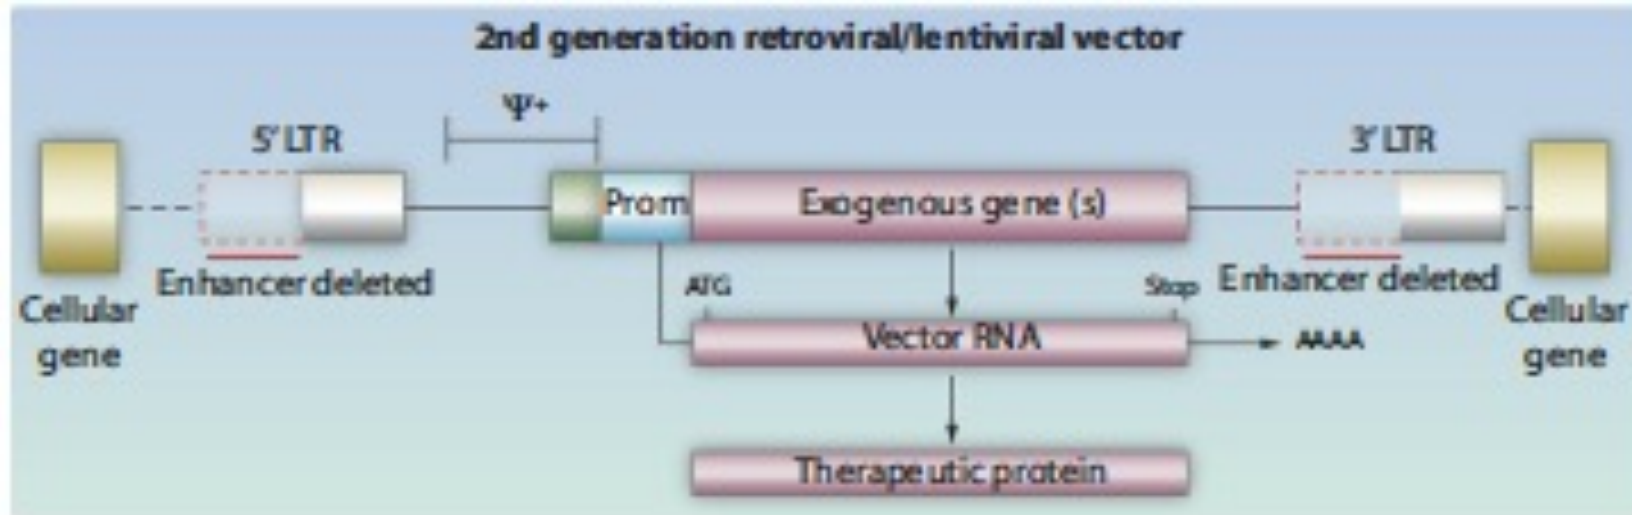 2nd generation retroviral/lentiviral vector
Ψ+
5' LTR
3' LTR
Prom
Exogenous gene (s)
Enhancer deleted
ATG
Stop
Enhancer deleted
Cellular
gene
Vector RNA
AAAA
Cellular
gene
Therapeutic protein